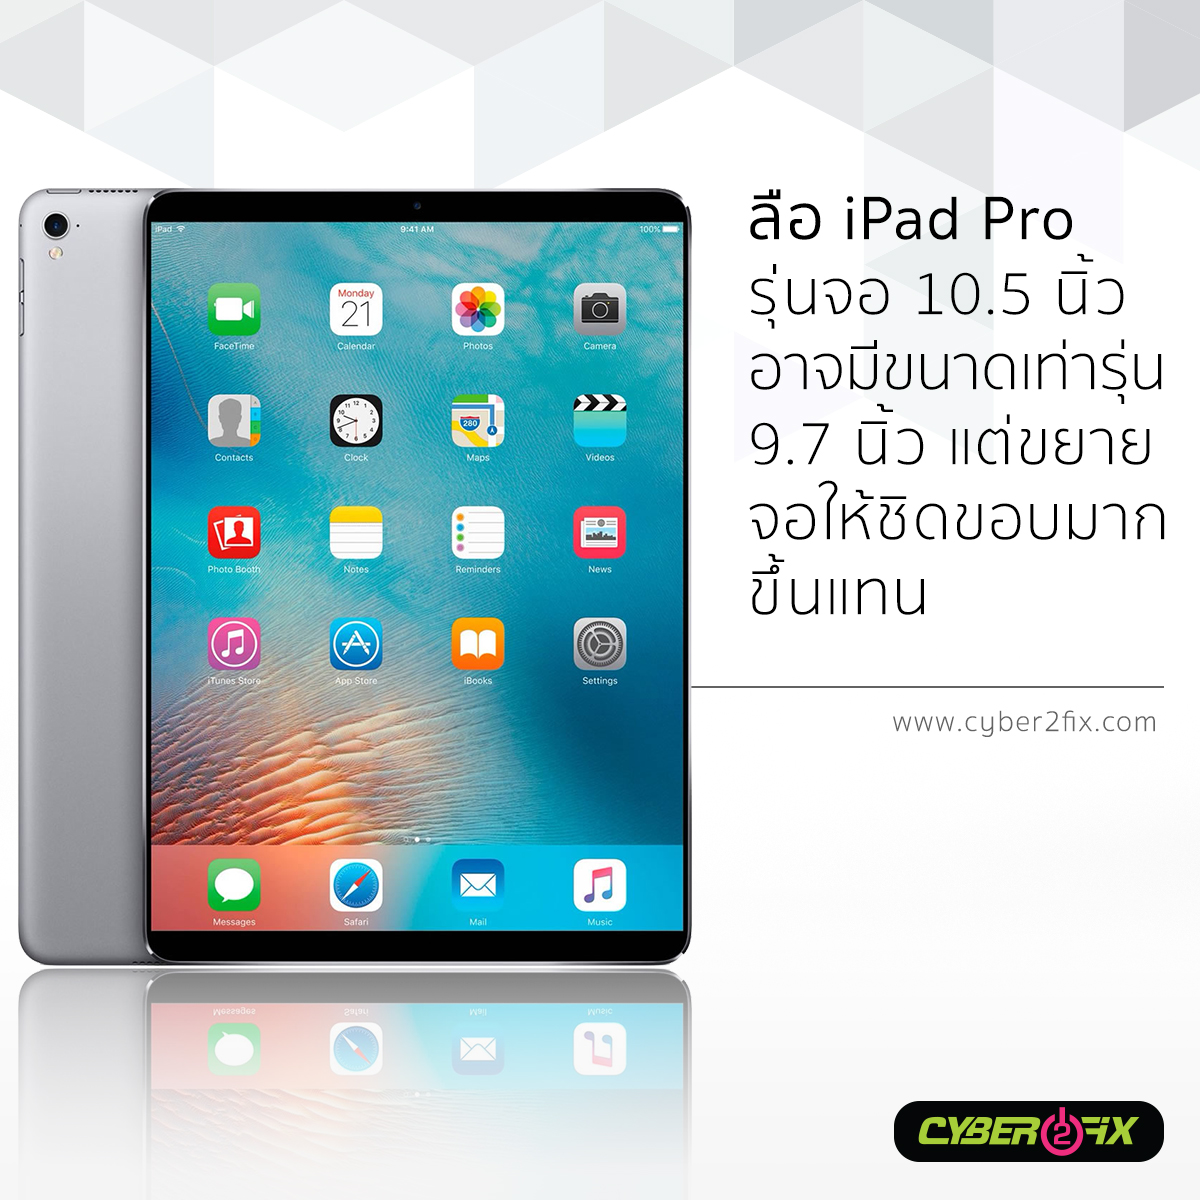 ลือ iPad Pro
รุ่นจอ 10.5 นิ้ว
อาจมีขนาดเท่ารุ่น
9.7 นิ้ว แต่ขยาย
จอให้ชิดขอบมาก
ขึ้นแทน
www.cyber2fix.com
iPad 9:41 AM 100%
Monday
21
FaceTime Calendar Photos Camera
280
Contacts Clock Maps Videos
Photo Booth Notes Reminders News
iTunes Store App Store iBooks Settings
Messages Safari Mail Music
CYBER2FIX